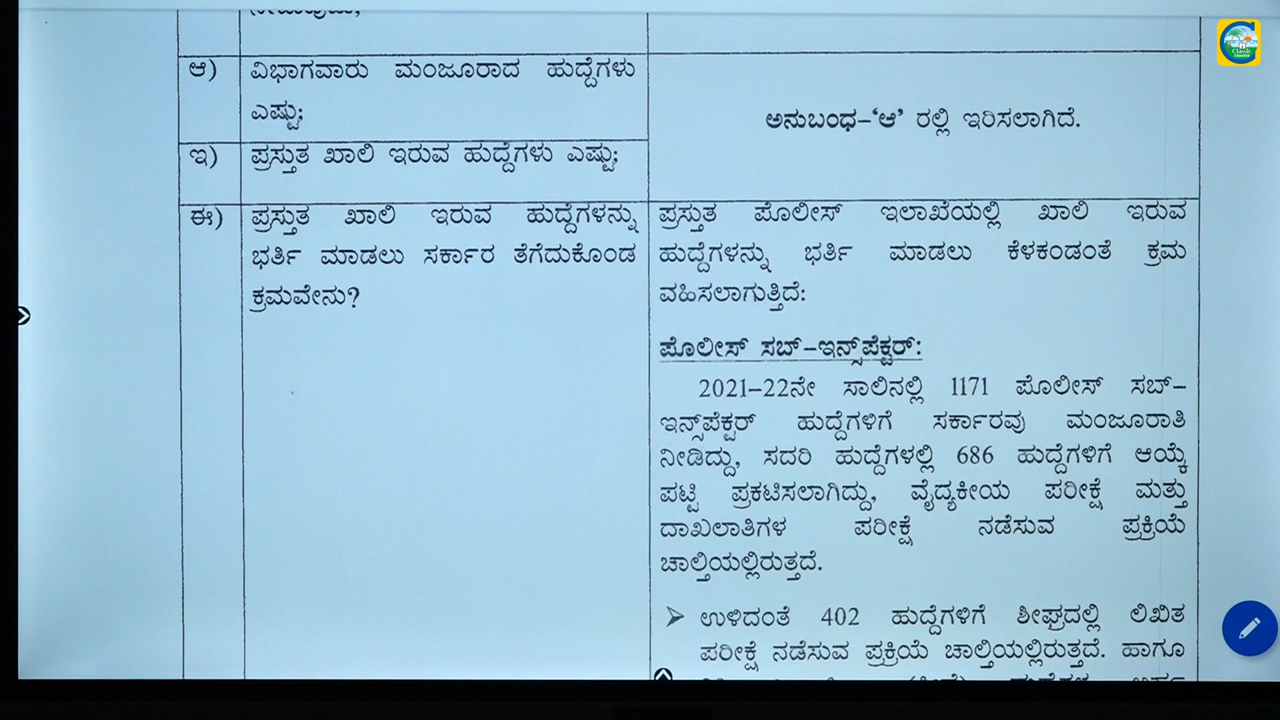 ಆ) ವಿಭಾಗವಾರು ಮಂಜೂರಾದ ಹುದ್ದೆಗಳು
ಎಷ್ಟು;
ಇ) ಪ್ರಸ್ತುತ ಖಾಲಿ ಇರುವ ಹುದ್ದೆಗಳು ಎಷ್ಟು;
ಅನುಬಂಧ–‘ಆ’ ರಲ್ಲಿ ಇರಿಸಲಾಗಿದೆ.
ಈ) ಪ್ರಸ್ತುತ ಖಾಲಿ ಇರುವ ಹುದ್ದೆಗಳನ್ನು
ಭರ್ತಿ ಮಾಡಲು ಸರ್ಕಾರ ತೆಗೆದುಕೊಂಡ
ಕ್ರಮವೇನು?
ಪ್ರಸ್ತುತ ಪೊಲೀಸ್ ಇಲಾಖೆಯಲ್ಲಿ ಖಾಲಿ ಇರುವ
ಹುದ್ದೆಗಳನ್ನು ಭರ್ತಿ ಮಾಡಲು ಕೆಳಕಂಡಂತೆ ಕ್ರಮ
ವಹಿಸಲಾಗುತ್ತಿದೆ:
ಪೊಲೀಸ್ ಸಬ್–ಇನ್ಸ್‌ಪೆಕ್ಟರ್:
2021–22ನೇ ಸಾಲಿನಲ್ಲಿ 1171 ಪೊಲೀಸ್ ಸಬ್–
ಇನ್ಸ್‌ಪೆಕ್ಟರ್ ಹುದ್ದೆಗಳಿಗೆ ಸರ್ಕಾರವು ಮಂಜೂರಾತಿ
ನೀಡಿದ್ದು, ಸದರಿ ಹುದ್ದೆಗಳಲ್ಲಿ 686 ಹುದ್ದೆಗಳಿಗೆ ಆಯ್ಕೆ
ಪಟ್ಟಿ ಪ್ರಕಟಿಸಲಾಗಿದ್ದು, ವೈದ್ಯಕೀಯ ಪರೀಕ್ಷೆ ಮತ್ತು
ದಾಖಲಾತಿಗಳ ಪರೀಕ್ಷೆ ನಡೆಸುವ ಪ್ರಕ್ರಿಯೆ
ಚಾಲ್ತಿಯಲ್ಲಿರುತ್ತದೆ.
➢ ಉಳಿದಂತೆ 402 ಹುದ್ದೆಗಳಿಗೆ ಶೀಘ್ರದಲ್ಲಿ ಲಿಖಿತ
ಪರೀಕ್ಷೆ ನಡೆಸುವ ಪ್ರಕ್ರಿಯೆ ಚಾಲ್ತಿಯಲ್ಲಿರುತ್ತದೆ. ಹಾಗೂ